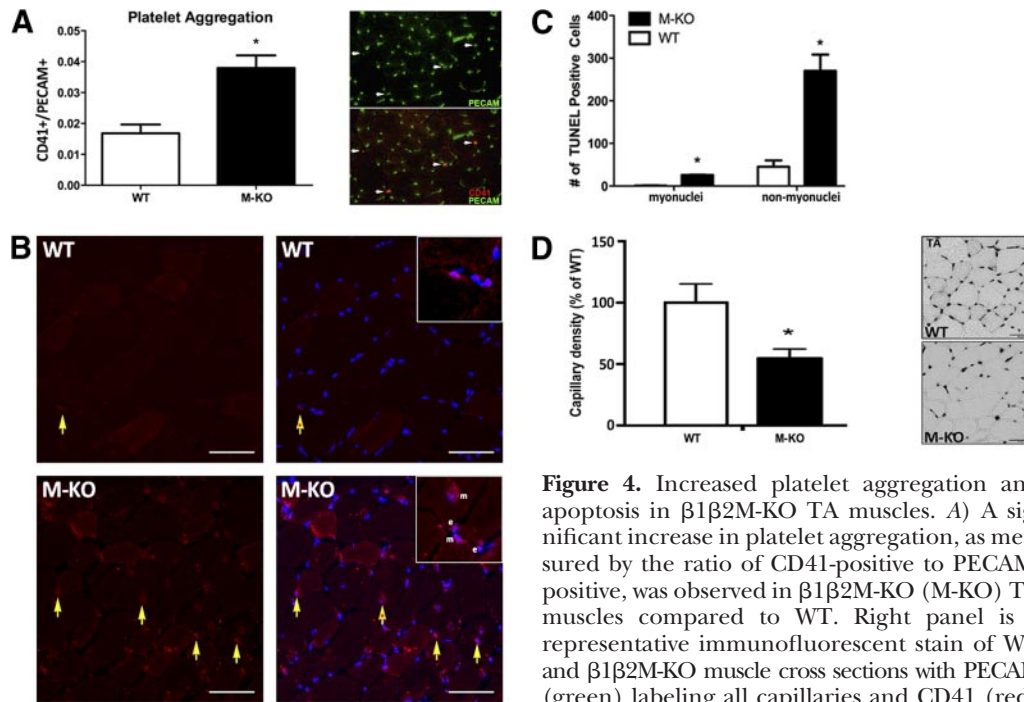 A
Platelet Aggregation
CD41+/PECAM+
0.05
0.04
0.03
0.02
0.01
0.00
*
WT
M-KO
PECAM
CD41
PECAM
B
WT
WT
M-KO
M-KO
m
e
m
e
C
# of TUNEL Positive Cells
400
300
200
100
0
M-KO
WT
*
*
myonuclei
non-myonuclei
D
Capillary density (% of WT)
150
100
50
0
*
WT
M-KO
TA
WT
M-KO
Figure 4. Increased platelet aggregation an
apoptosis in β1β2M-KO TA muscles. A) A sig
nificant increase in platelet aggregation, as me
sured by the ratio of CD41-positive to PECAM
positive, was observed in β1β2M-KO (M-KO) T
muscles compared to WT. Right panel is
representative immunofluorescent stain of W
and β1β2M-KO muscle cross sections with PECAM
(green) labeling all capillaries and CD41 (red